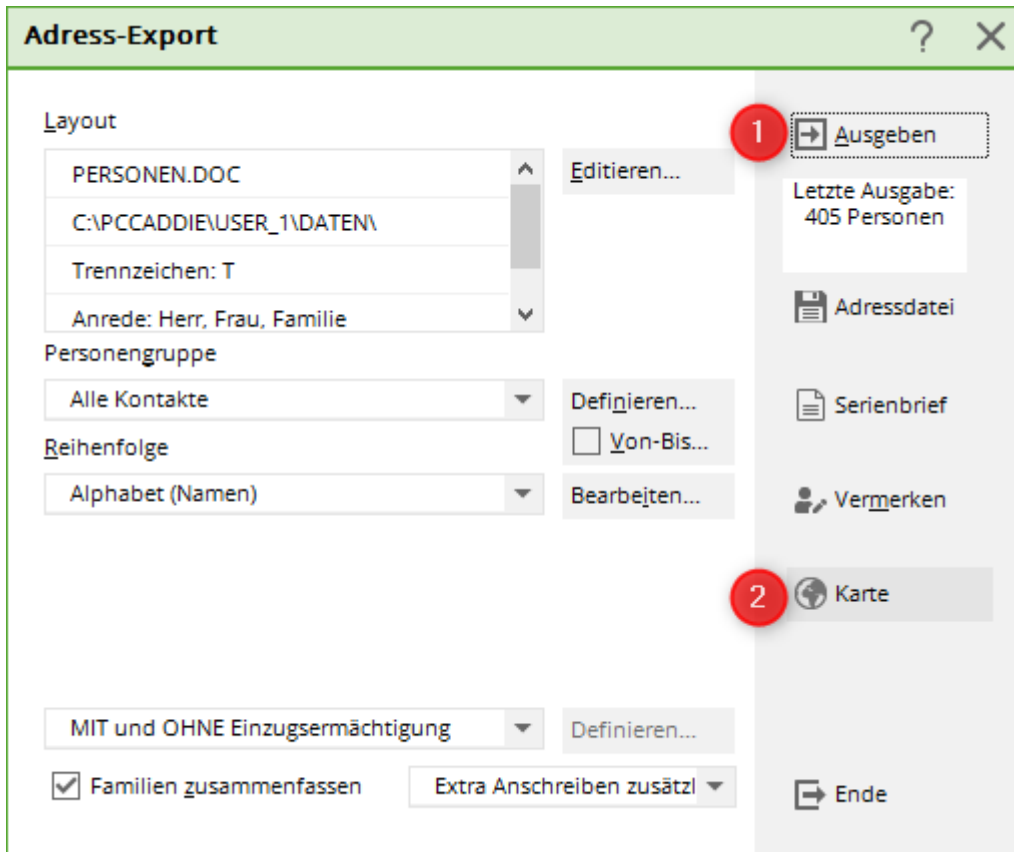 Adress-Export
?
Layout
PERSONEN.DOC
C:\PCCADDIE\USER_1\DATEN\
Trennzeichen: T
Anrede: Herr, Frau, Familie
Editieren...
Personengruppe
Alle Kontakte
Definieren...
Von-Bis...
Reihenfolge
Alphabet (Namen)
Bearbeiten...
MIT und OHNE Einzugsermächtigung
Definieren...
Familien zusammenfassen
Extra Anschreiben zusätzl
1
Ausgeben
Letzte Ausgabe:
405 Personen
Adressdatei
Serienbrief
Vermerken
2
Karte
Ende